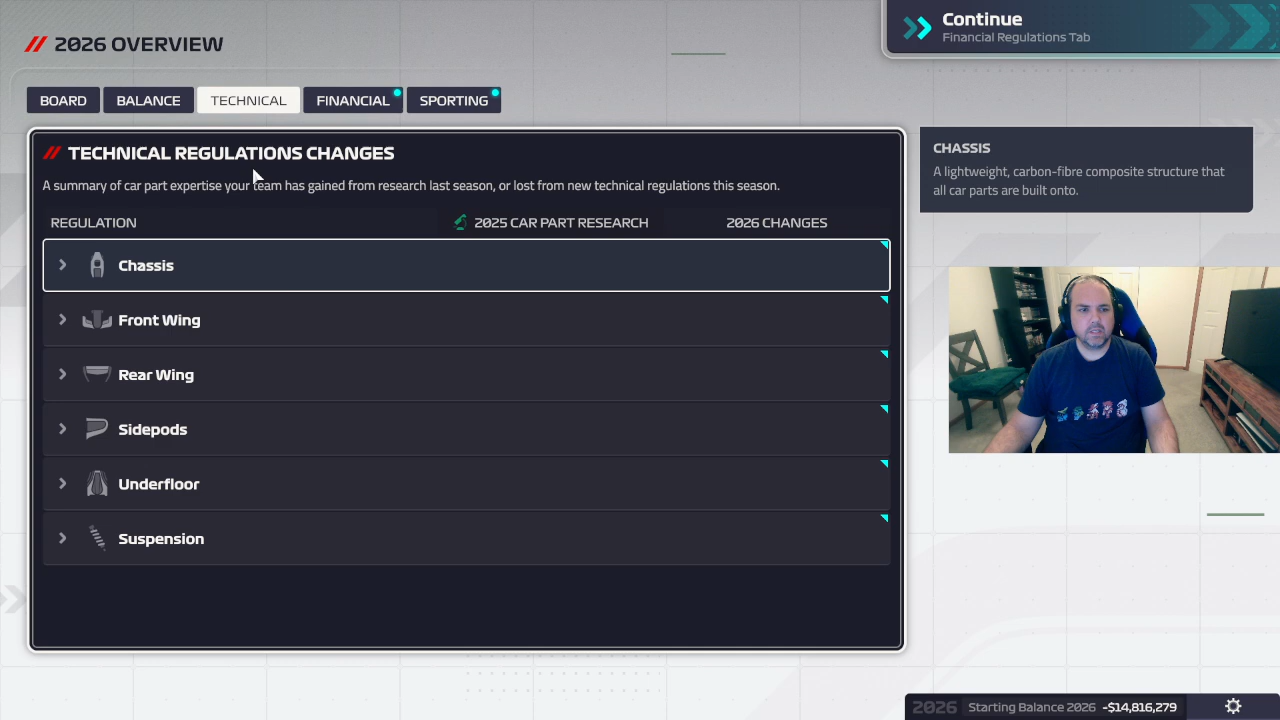 2026 OVERVIEW
Continue
Financial Regulations Tab
BOARD
BALANCE
TECHNICAL
FINANCIAL
SPORTING
TECHNICAL REGULATIONS CHANGES
A summary of car part expertise your team has gained from research last season, or lost from new technical regulations this season.
REGULATION
2025 CAR PART RESEARCH
2026 CHANGES
Chassis
Front Wing
Rear Wing
Sidepods
Underfloor
Suspension
CHASSIS
A lightweight, carbon-fibre composite structure that
all car parts are built onto.
2026
Starting Balance 2026 -$14,816,279